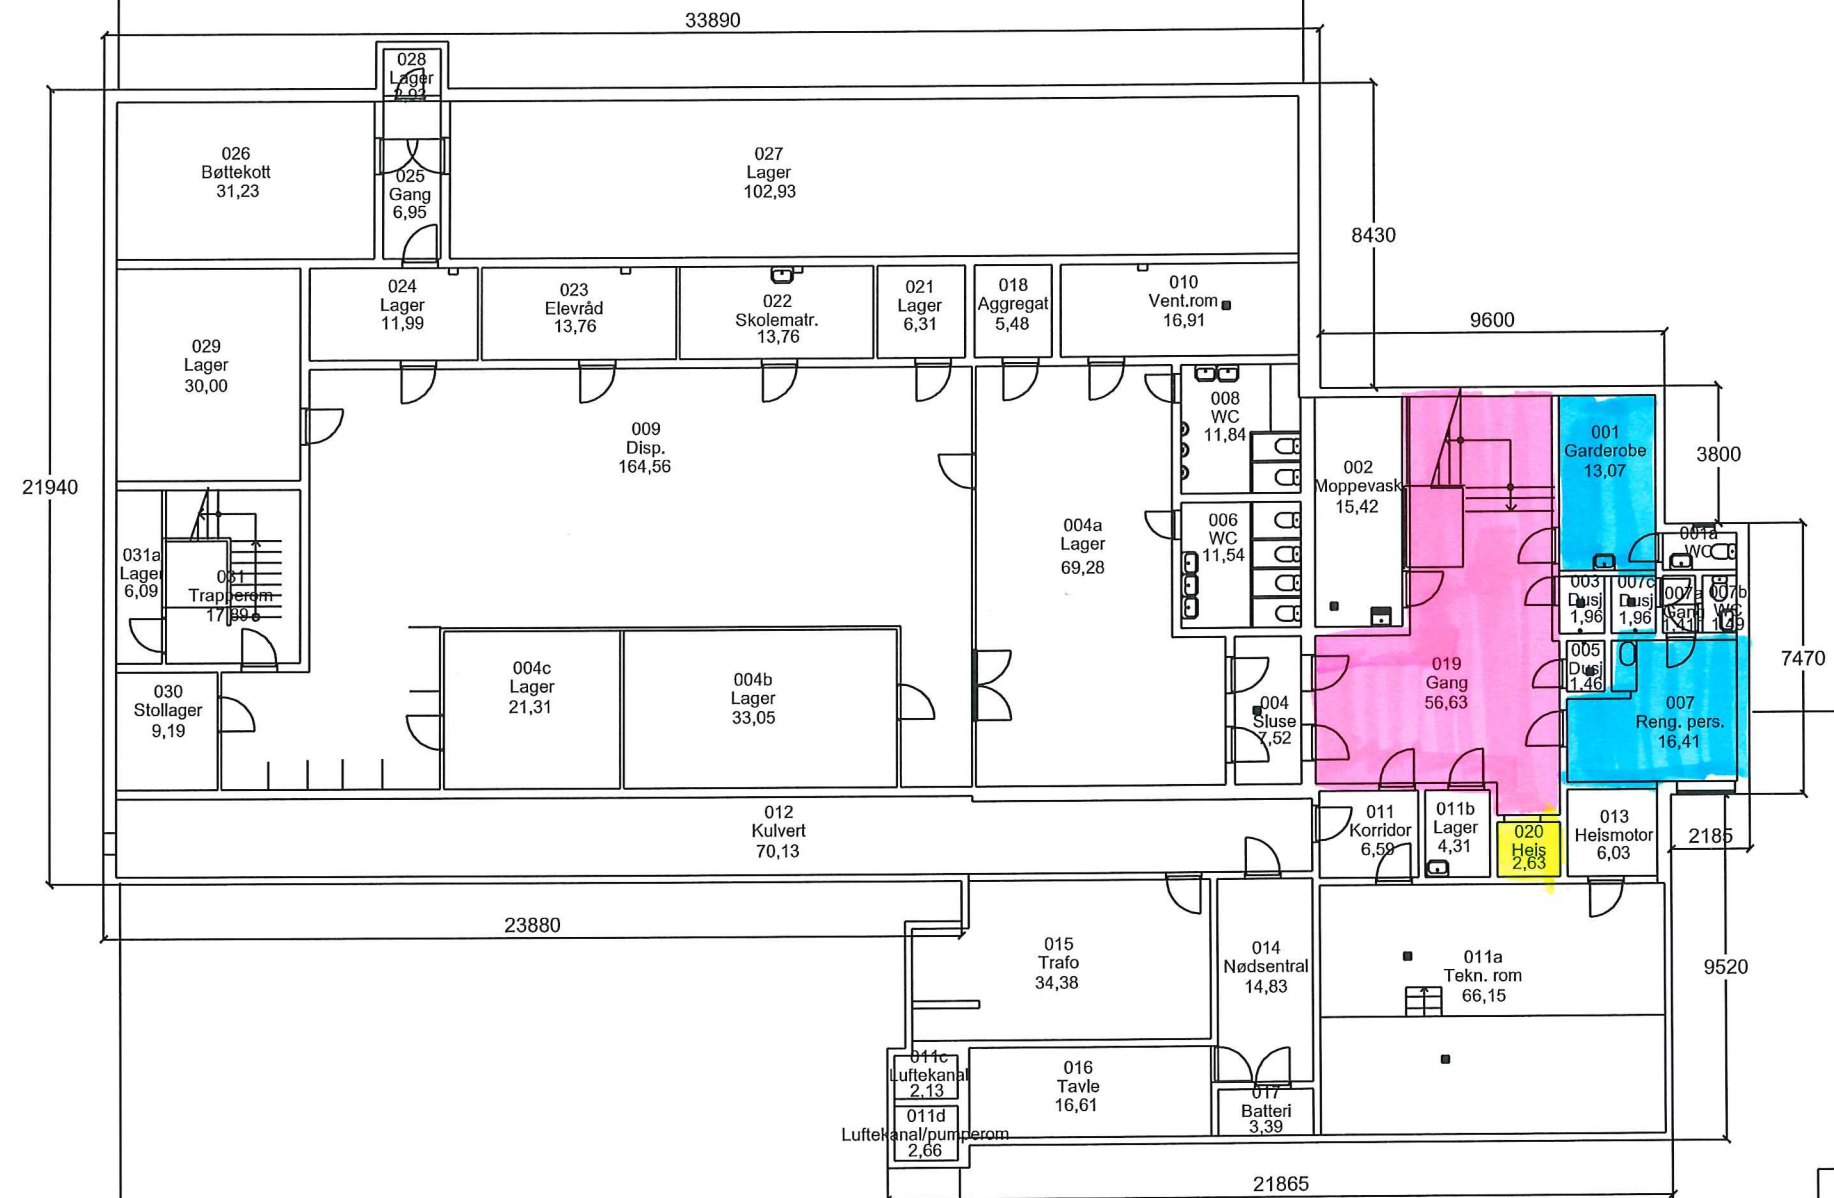 33890
028
Lager
2,93
026
Bøttekott
31,23
025
Gang
6,95
027
Lager
102,93
8430
024
Lager
11,99
023
Elevråd
13,76
022
Skolematr.
13,76
021
Lager
6,31
018
Aggregat
5,48
010
Vent.rom
16,91
9600
029
Lager
30,00
009
Disp.
164,56
008
WC
11,84
002
Moppevask
15,42
001
Garderobe
13,07
3800
21940
004a
Lager
69,28
006
WC
11,54
001a
WC
031a
Lager
6,09
031
Trapperom
17,89
003
Dusj
1,96
007c
Dusj
1,96
007a
Gang
1,41
007b
WC
1,49
005
Dusj
1,46
7470
030
Stollager
9,19
004c
Lager
21,31
004b
Lager
33,05
004
Sluse
7,52
019
Gang
56,63
007
Reng. pers.
16,41
012
Kulvert
70,13
011
Korridor
6,59
011b
Lager
4,31
020
Heis
2,63
013
Heismotor
6,03
2185
23880
015
Trafo
34,38
014
Nødsentral
14,83
011a
Tekn. rom
66,15
9520
011c
Luftekanal
2,13
016
Tavle
16,61
017
Batteri
3,39
011d
Luftekanal/pumperom
2,66
21865